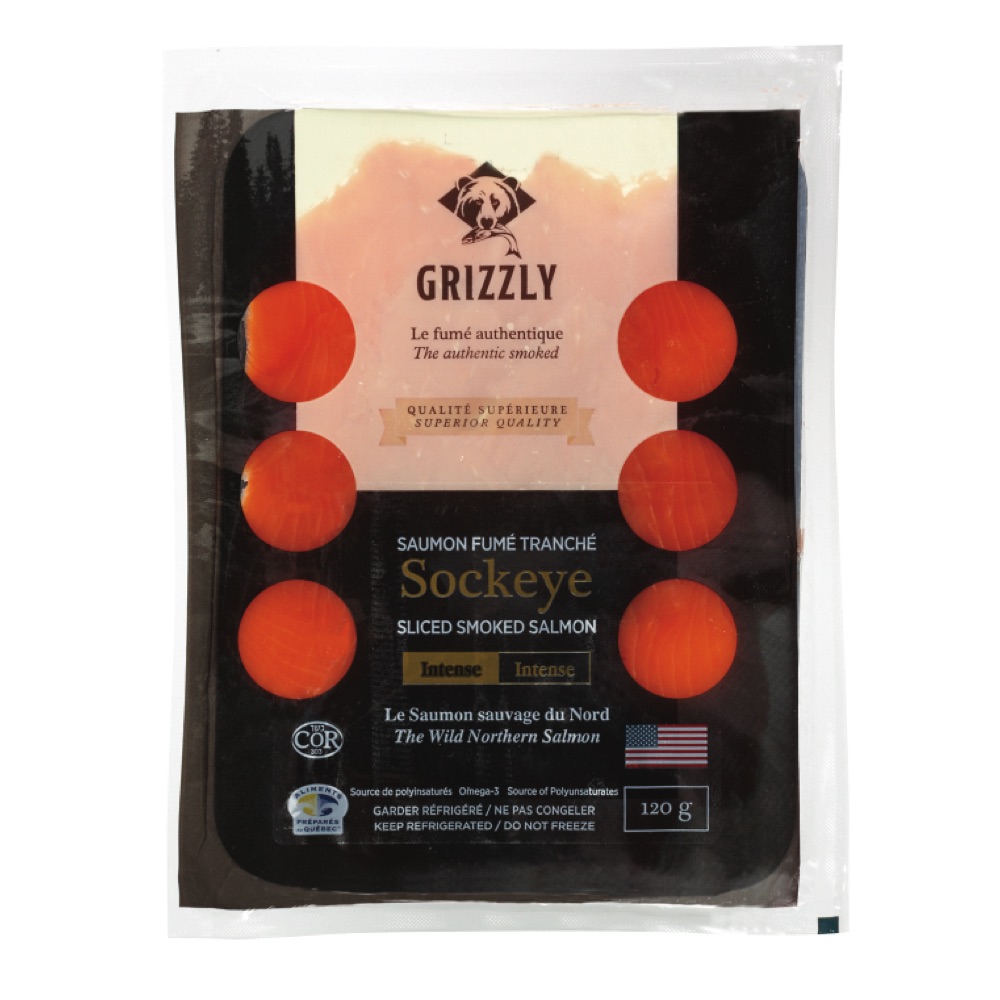 GRIZZLY
Le fumé authentique
The authentic smoked
QUALITÉ SUPÉRIEURE
SUPERIOR QUALITY
SAUMON FUMÉ TRANCHÉ
Sockeye
SLICED SMOKED SALMON
Intense Intense
Le Saumon sauvage du Nord
The Wild Northern Salmon
COR
ALIMENTS
PRÉPARÉS
AU QUÉBEC
Source de polyinsaturés Omega-3 Source of Polyunsaturates
GARDER RÉFRIGÉRÉ / NE PAS CONGELER
KEEP REFRIGERATED / DO NOT FREEZE
120 g